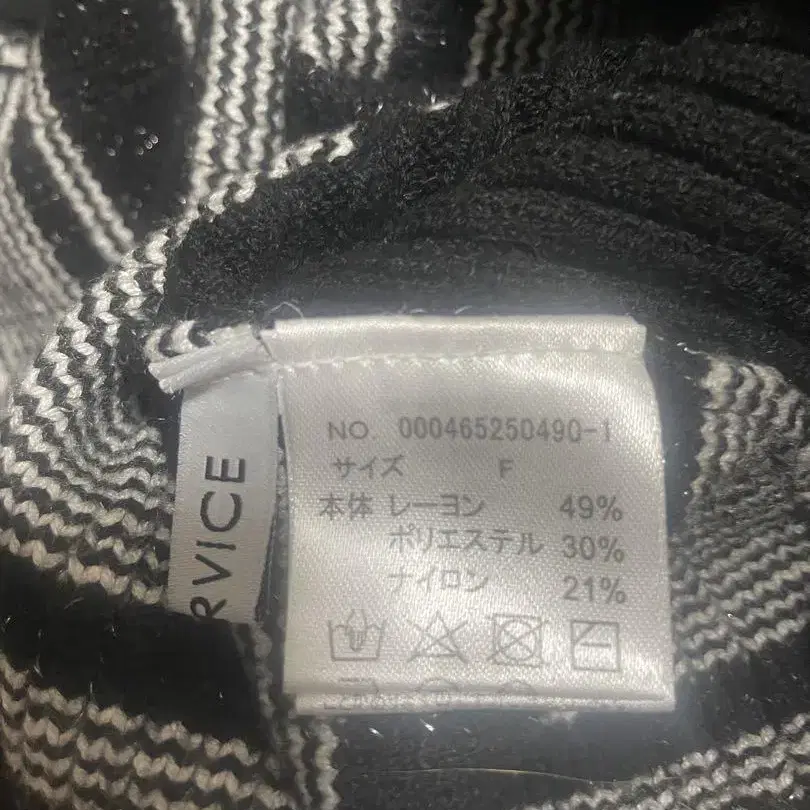 NO. 000465250490-1
サイズ F
本体 レーヨン 49%
ポリエステル 30%
ナイロン 21%
RVICE